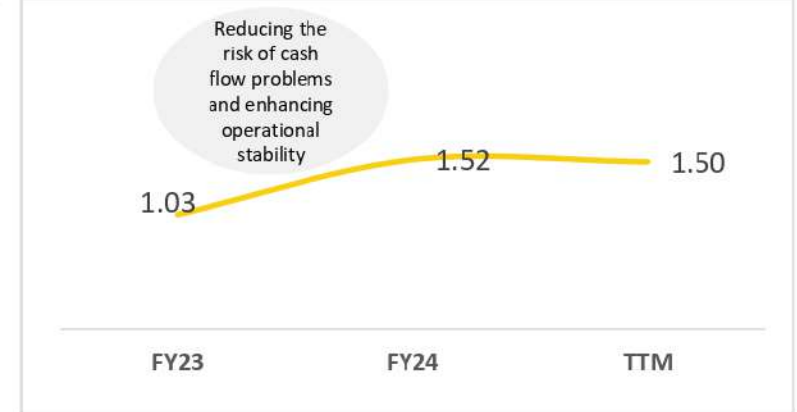 Reducing the
risk of cash
flow problems
and enhancing
operational
stability
1.03
1.52
1.50
FY23
FY24
TTM